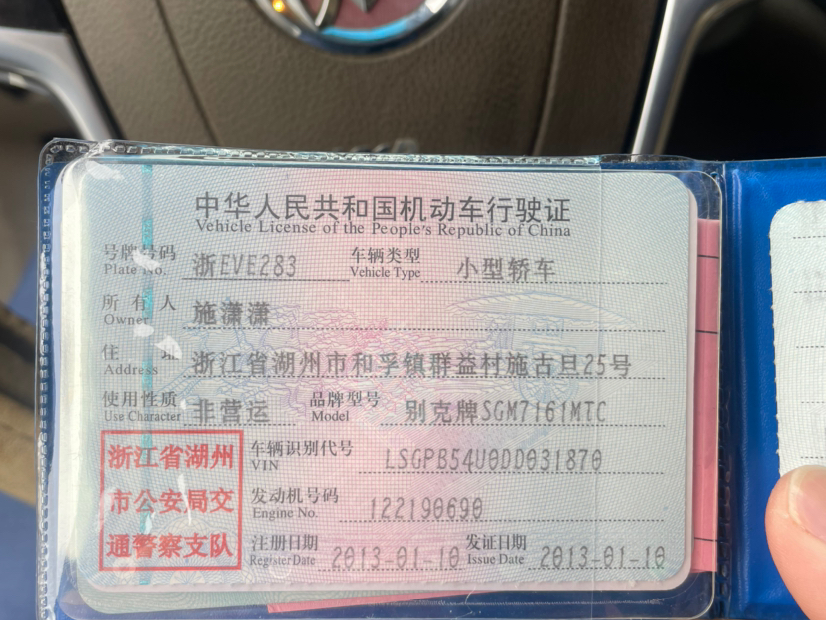 中华人民共和国机动车行驶证
Vehicle License of the People's Republic of China
号牌号码 浙EVE283 车辆类型 小型轿车
Plate No. Vehicle Type
所有人 施潇潇
Owner
住址 浙江省湖州市和孚镇群益村施古旦25号
Address
使用性质 非营运 品牌型号 别克牌SGM7161MTC
Use Character Model
浙江省湖州
市公安局交
通警察支队
车辆识别代号 LSGPB54U0DD031870
VIN
发动机号码 122190690
Engine No.
注册日期 2013-01-10 发证日期 2013-01-10
Register Date Issue Date